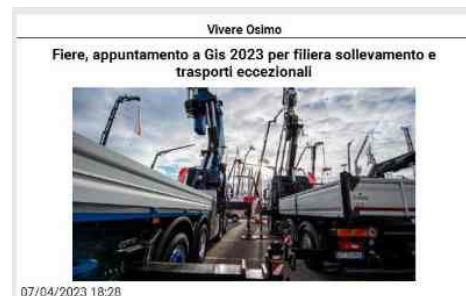 Vivere Osimo
Fiere, appuntamento a Gis 2023 per filiera sollevamento e
trasporti eccezionali
07/04/2023 18:28